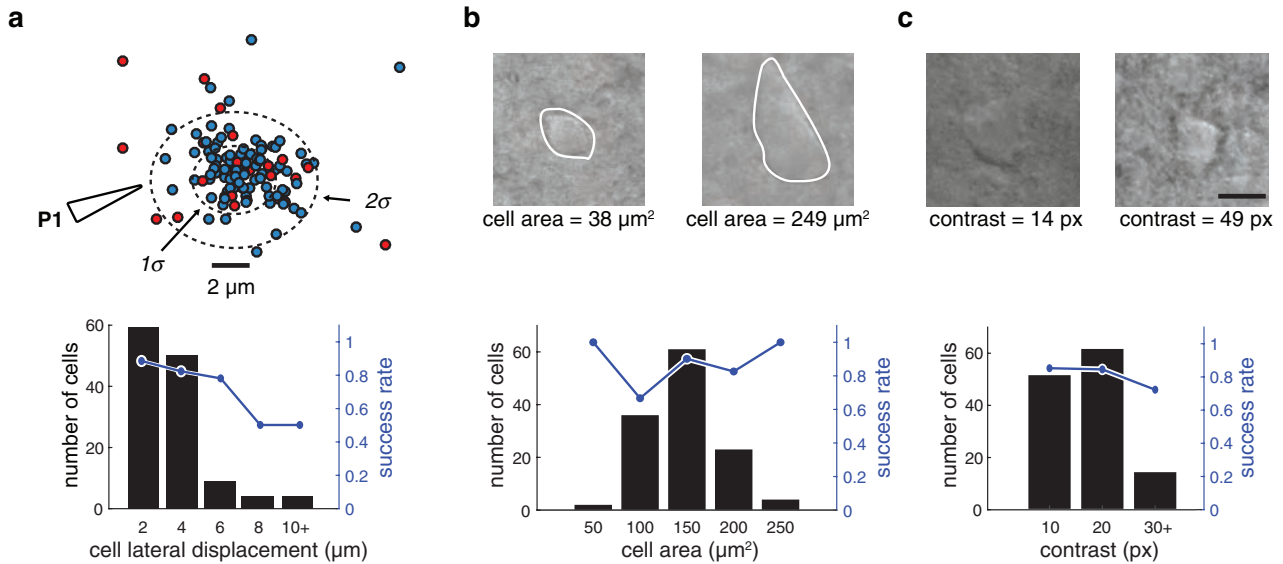 a
P1
1σ
2σ
2 µm
60
40
20
0
number of cells
1
0.8
0.6
0.4
0.2
0
success rate
2 4 6 8 10+
cell lateral displacement (µm)
b
cell area = 38 µm²
cell area = 249 µm²
60
40
20
0
number of cells
1
0.8
0.6
0.4
0.2
0
success rate
50 100 150 200 250
cell area (µm²)
c
contrast = 14 px
contrast = 49 px
60
40
20
0
number of cells
1
0.8
0.6
0.4
0.2
0
success rate
10 20 30+
contrast (px)